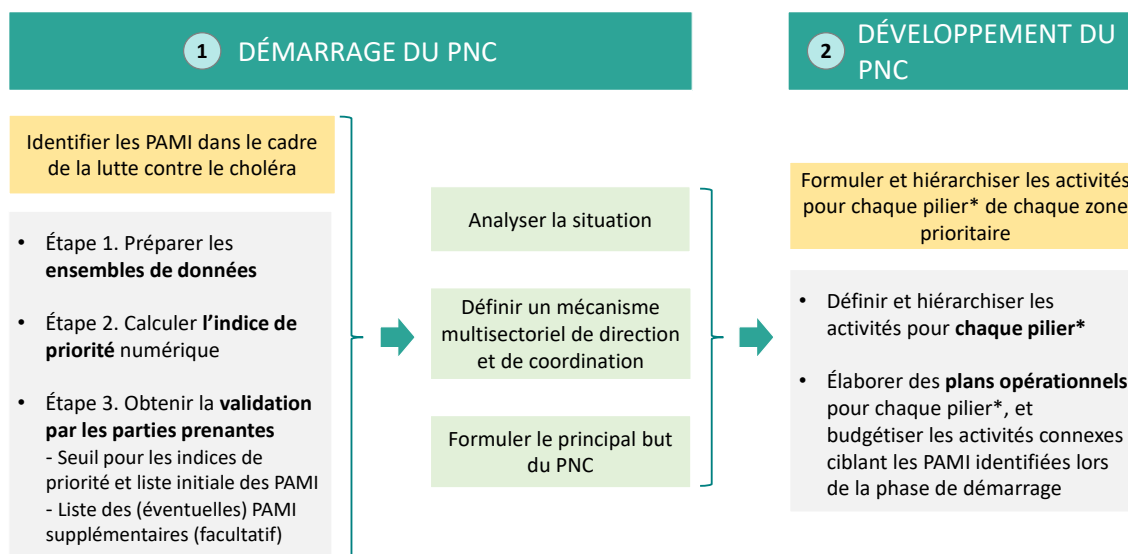 1 DÉMARRAGE DU PNC
Identifier les PAMI dans le cadre
de la lutte contre le choléra
• Étape 1. Préparer les
ensembles de données
• Étape 2. Calculer l’indice de
priorité numérique
• Étape 3. Obtenir la validation
par les parties prenantes
- Seuil pour les indices de
priorité et liste initiale des PAMI
- Liste des (éventuelles) PAMI
supplémentaires (facultatif)
Analyser la situation
Définir un mécanisme
multisectoriel de direction
et de coordination
Formuler le principal but
du PNC
2 DÉVELOPPEMENT DU
PNC
Formuler et hiérarchiser les activités
pour chaque pilier* de chaque zone
prioritaire
• Définir et hiérarchiser les
activités pour chaque pilier*
• Élaborer des plans opérationnels
pour chaque pilier*, et
budgétiser les activités connexes
ciblant les PAMI identifiées lors
de la phase de démarrage